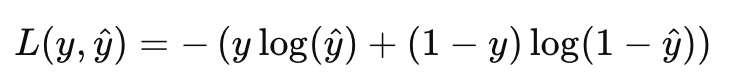 L(y, ŷ) = − (y log(ŷ) + (1 − y) log(1 − ŷ))